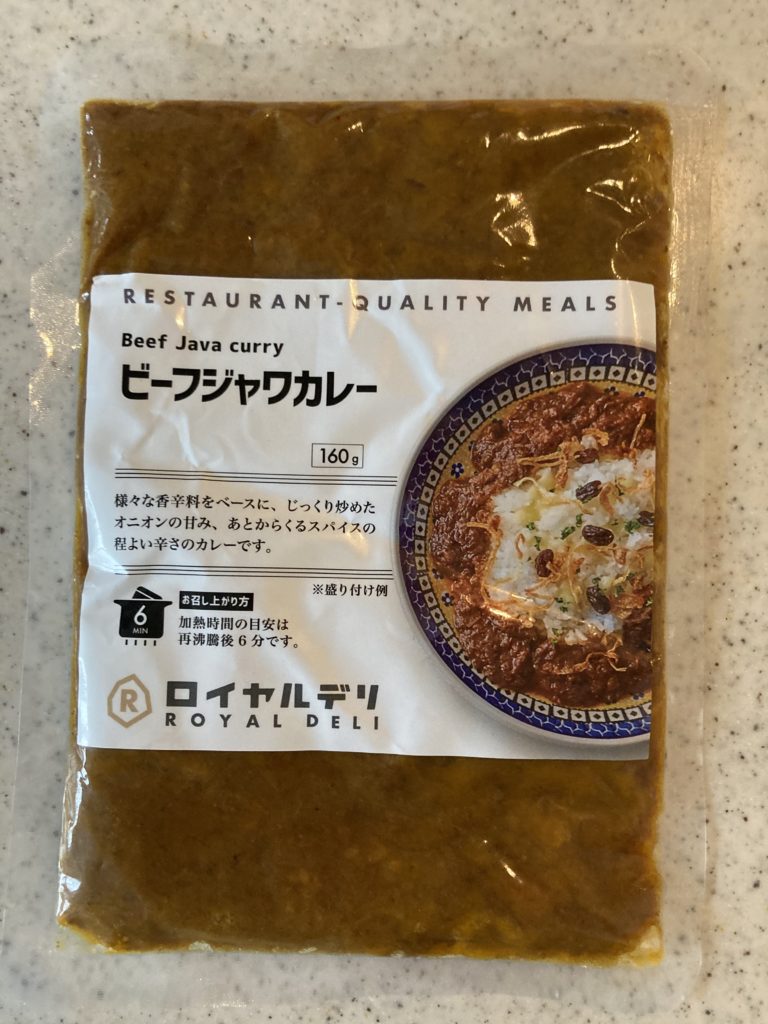 RESTAURANT-QUALITY MEALS
Beef Java curry
ビーフジャワカレー
160g
様々な香辛料をベースに、じっくり炒めた
オニオンの甘み、あとからくるスパイスの
程よい辛さのカレーです。
※盛り付け例
6
MIN
お召し上がり方
加熱時間の目安は
再沸騰後6分です。
R
ロイヤルデリ
ROYAL DELI